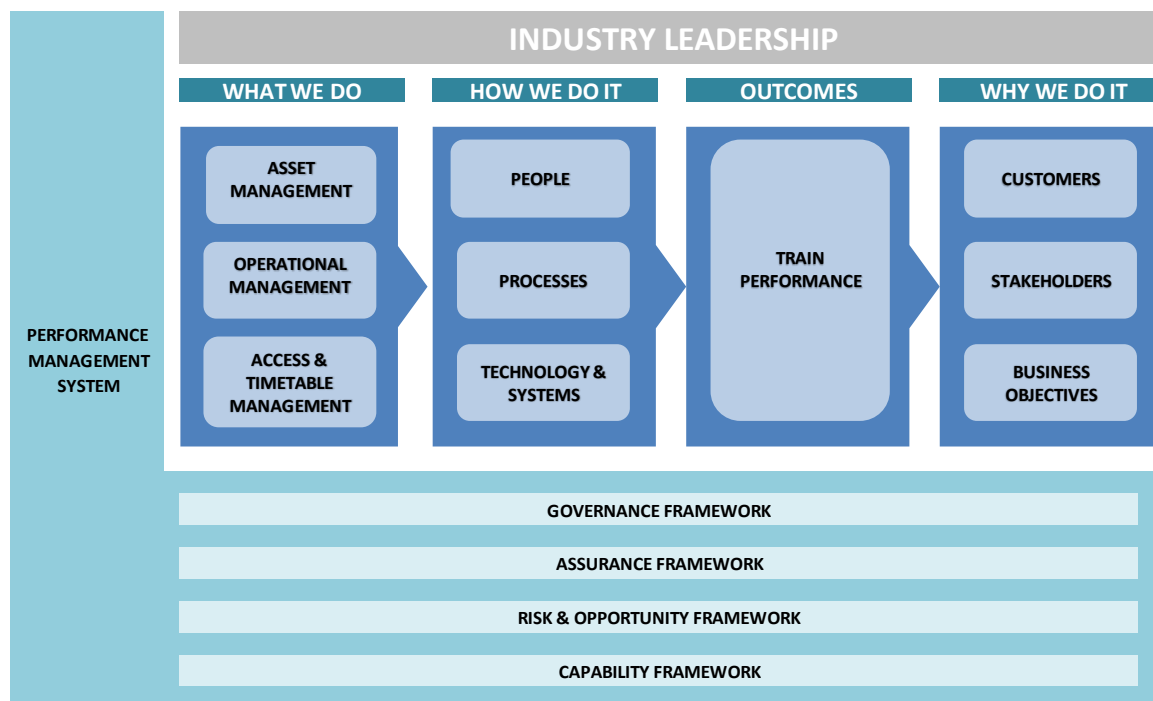 INDUSTRY LEADERSHIP
WHAT WE DO
HOW WE DO IT
OUTCOMES
WHY WE DO IT
ASSET
MANAGEMENT
OPERATIONAL
MANAGEMENT
ACCESS &
TIMETABLE
MANAGEMENT
PEOPLE
PROCESSES
TECHNOLOGY &
SYSTEMS
TRAIN
PERFORMANCE
CUSTOMERS
STAKEHOLDERS
BUSINESS
OBJECTIVES
PERFORMANCE
MANAGEMENT
SYSTEM
GOVERNANCE FRAMEWORK
ASSURANCE FRAMEWORK
RISK & OPPORTUNITY FRAMEWORK
CAPABILITY FRAMEWORK